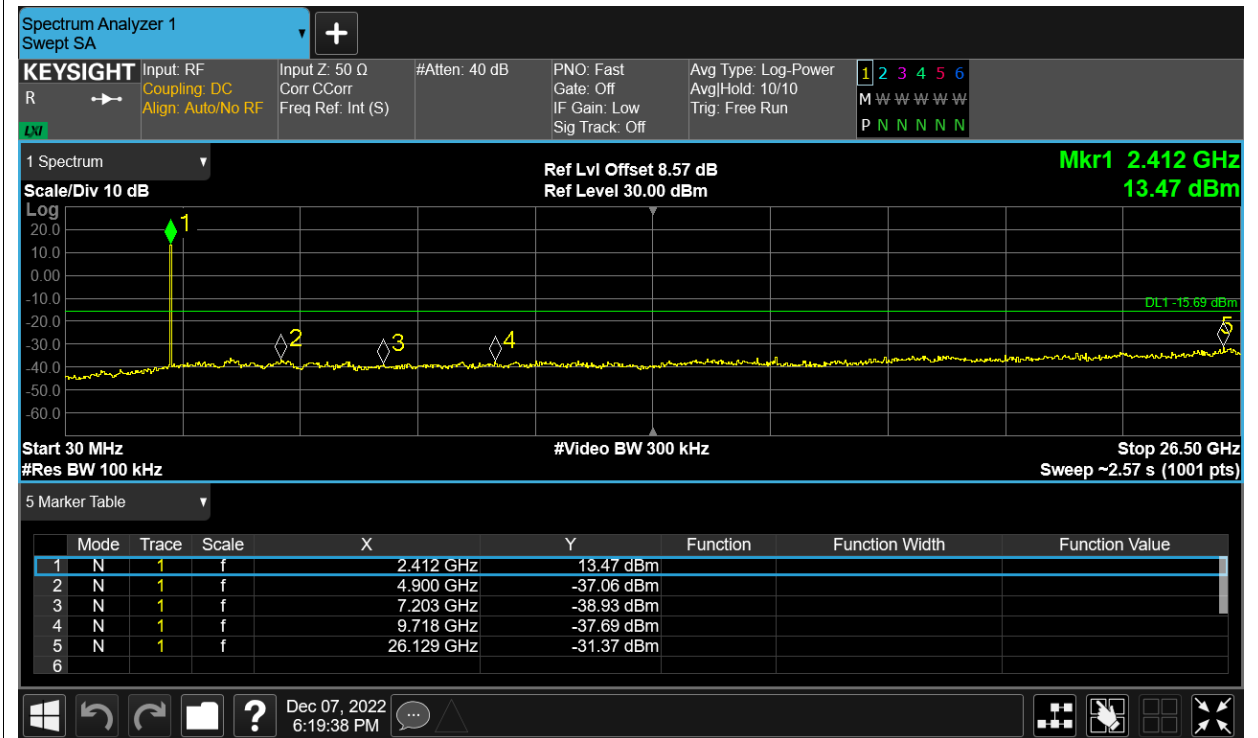 Spectrum Analyzer 1
Swept SA
KEYSIGHT
R
LXI
Input: RF
Coupling: DC
Align: Auto/No RF
Input Z: 50 Ω
Corr CCorr
Freq Ref: Int (S)
#Atten: 40 dB
PNO: Fast
Gate: Off
IF Gain: Low
Sig Track: Off
Avg Type: Log-Power
Avg|Hold: 10/10
Trig: Free Run
1 2 3 4 5 6
M W W W W W
P N N N N N
1 Spectrum
Scale/Div 10 dB
Ref Lvl Offset 8.57 dB
Ref Level 30.00 dBm
Mkr1 2.412 GHz
13.47 dBm
Log
20.0
10.0
0.00
-10.0
-20.0
-30.0
-40.0
-50.0
-60.0
1
2
3
4
5
DL1 -15.69 dBm
Start 30 MHz
#Video BW 300 kHz
Stop 26.50 GHz
#Res BW 100 kHz
Sweep ~2.57 s (1001 pts)
5 Marker Table
Mode Trace Scale X Y Function Function Width Function Value
1 N 1 f 2.412 GHz 13.47 dBm
2 N 1 f 4.900 GHz -37.06 dBm
3 N 1 f 7.203 GHz -38.93 dBm
4 N 1 f 9.718 GHz -37.69 dBm
5 N 1 f 26.129 GHz -31.37 dBm
6
?
Dec 07, 2022
6:19:38 PM